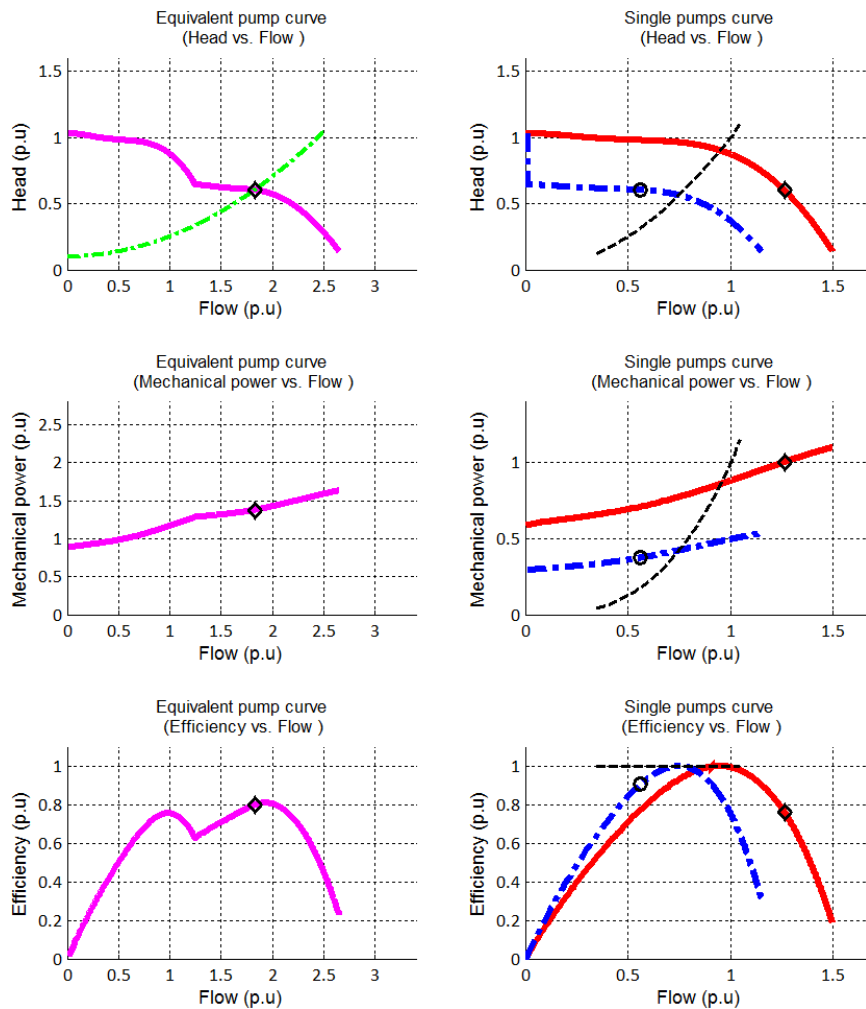 Equivalent pump curve
(Head vs. Flow )
Head (p.u)
1.5
1
0.5
0
0 0.5 1 1.5 2 2.5 3
Flow (p.u)
Single pumps curve
(Head vs. Flow )
Head (p.u)
1.5
1
0.5
0
0 0.5 1 1.5
Flow (p.u)
Equivalent pump curve
(Mechanical power vs. Flow )
Mechanical power (p.u)
2.5
2
1.5
1
0.5
0
0 0.5 1 1.5 2 2.5 3
Flow (p.u)
Single pumps curve
(Mechanical power vs. Flow )
Mechanical power (p.u)
1
0.5
0
0 0.5 1 1.5
Flow (p.u)
Equivalent pump curve
(Efficiency vs. Flow )
Efficiency (p.u)
1
0.8
0.6
0.4
0.2
0
0 0.5 1 1.5 2 2.5 3
Flow (p.u)
Single pumps curve
(Efficiency vs. Flow )
Efficiency (p.u)
1
0.8
0.6
0.4
0.2
0
0 0.5 1 1.5
Flow (p.u)